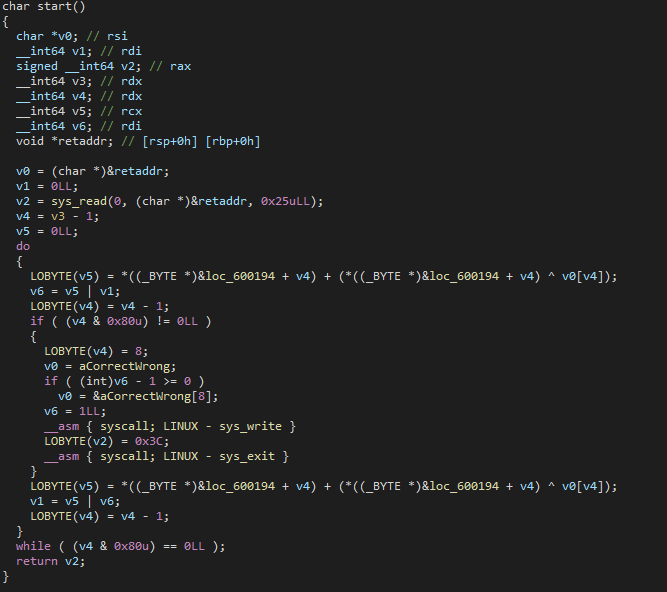 char start()
{
  char *v0; // rsi
  __int64 v1; // rdi
  signed __int64 v2; // rax
  __int64 v3; // rdx
  __int64 v4; // rdx
  __int64 v5; // rcx
  __int64 v6; // rdi
  void *retaddr; // [rsp+0h] [rbp+0h]

  v0 = (char *)&retaddr;
  v1 = 0LL;
  v2 = sys_read(0, (char *)&retaddr, 0x25uLL);
  v4 = v3 - 1;
  v5 = 0LL;
  do
  {
    LOBYTE(v5) = *((_BYTE *)&loc_600194 + v4) + (*((_BYTE *)&loc_600194 + v4) ^ v0[v4]);
    v6 = v5 | v1;
    LOBYTE(v4) = v4 - 1;
    if ( (v4 & 0x80u) != 0LL )
    {
      LOBYTE(v4) = 8;
      v0 = aCorrectWrong;
      if ( (int)v6 - 1 >= 0 )
        v0 = &aCorrectWrong[8];
      v6 = 1LL;
      __asm { syscall; LINUX - sys_write }
      LOBYTE(v2) = 0x3C;
      __asm { syscall; LINUX - sys_exit }
    }
    LOBYTE(v5) = *((_BYTE *)&loc_600194 + v4) + (*((_BYTE *)&loc_600194 + v4) ^ v0[v4]);
    v1 = v5 | v6;
    LOBYTE(v4) = v4 - 1;
  }
  while ( (v4 & 0x80u) == 0LL );
  return v2;
}